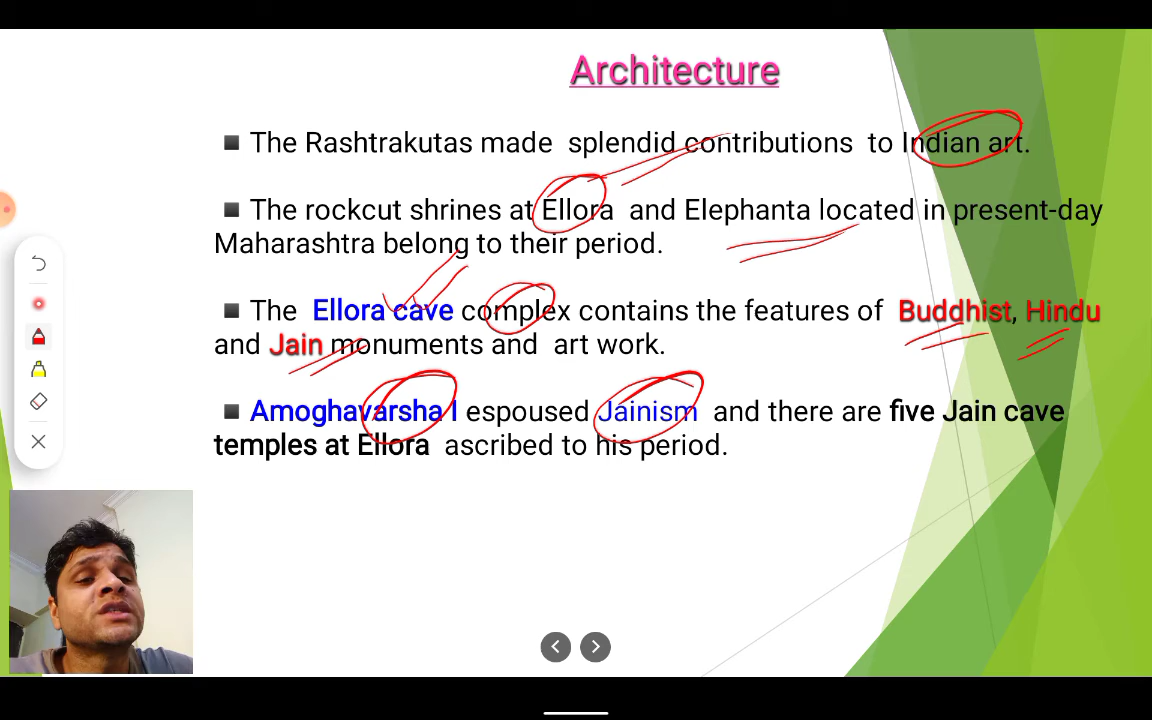 Architecture
▪ The Rashtrakutas made splendid contributions to Indian art.
▪ The rockcut shrines at Ellora and Elephanta located in present-day
Maharashtra belong to their period.
▪ The Ellora cave complex contains the features of Buddhist, Hindu
and Jain monuments and art work.
▪ Amoghavarsha I espoused Jainism and there are five Jain cave
temples at Ellora ascribed to his period.